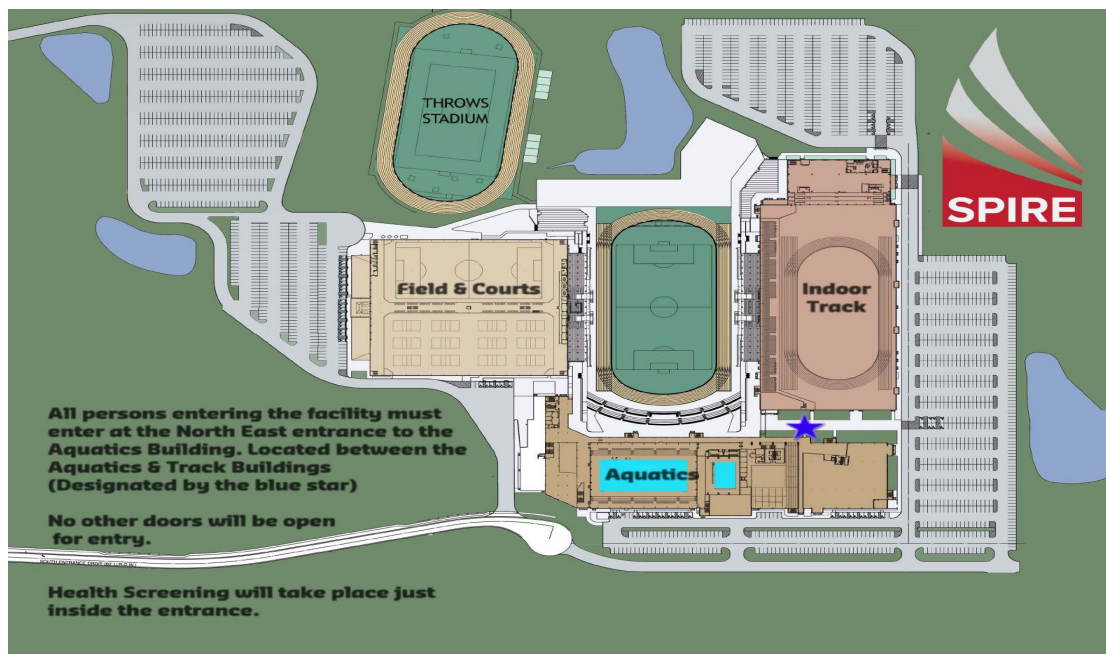 THROWS
STADIUM
SPIRE
Field & Courts
Indoor
Track
Aquatics
All persons entering the facility must
enter at the North East entrance to the
Aquatics Building. Located between the
Aquatics & Track Buildings
(Designated by the blue star)
No other doors will be open
for entry.
Health Screening will take place just
inside the entrance.